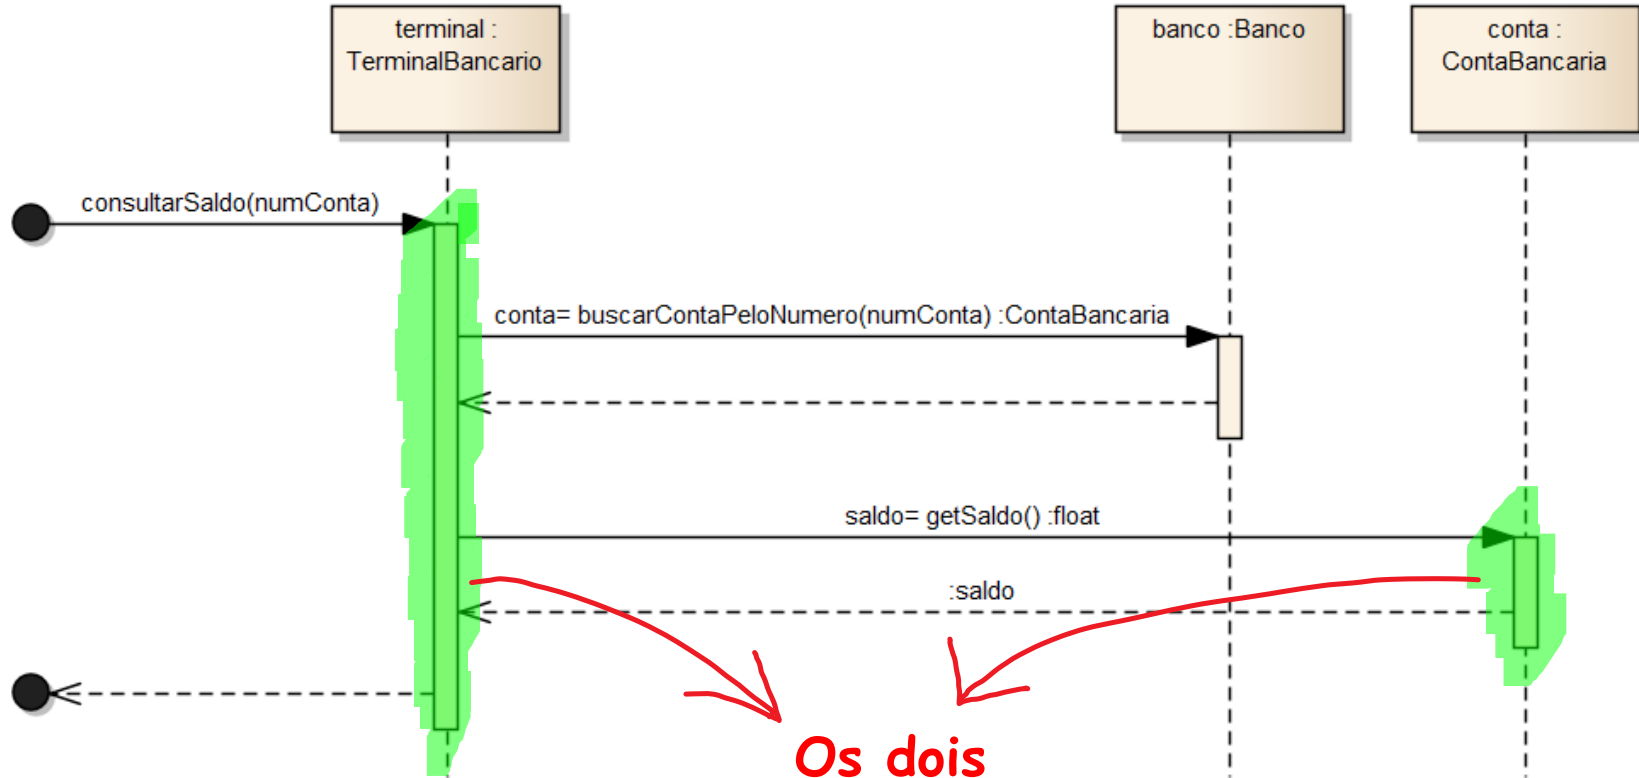 terminal :
TerminalBancario
banco :Banco
conta :
ContaBancaria
consultarSaldo(numConta)
conta= buscarContaPeloNumero(numConta) :ContaBancaria
saldo= getSaldo() :float
:saldo
Os dois